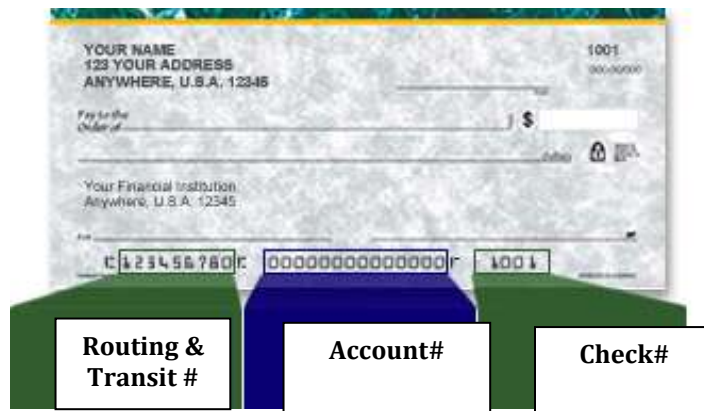 YOUR NAME
1001
123 YOUR ADDRESS
ANYWHERE, U.S.A. 12345
Pay to the
Order of
$
Your Financial Institution
Anywhere, U.S.A. 12345
⑆123456780⑆ 00000000000000⑈ 1001
Routing &
Transit #
Account#
Check#